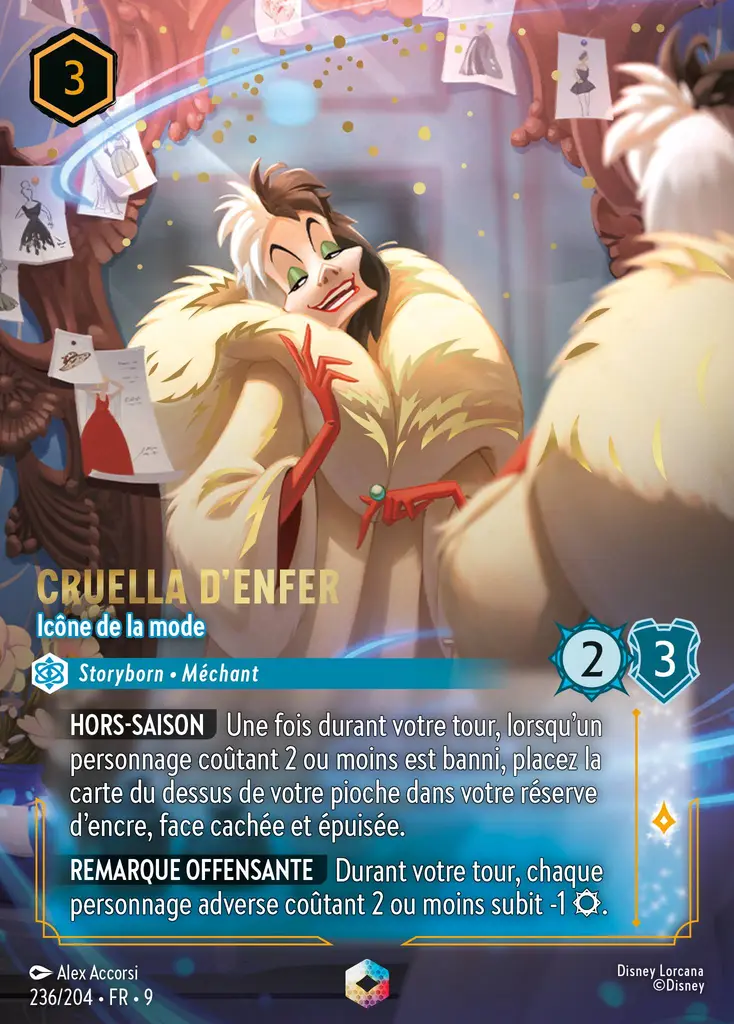 3
CRUELLA D'ENFER
Icône de la mode
Storyborn • Méchant
2
3
HORS-SAISON Une fois durant votre tour, lorsqu'un
personnage coûtant 2 ou moins est banni, placez la
carte du dessus de votre pioche dans votre réserve
d'encre, face cachée et épuisée.
REMARQUE OFFENSANTE Durant votre tour, chaque
personnage adverse coûtant 2 ou moins subit -1 .
Alex Accorsi
Disney Lorcana
236/204 • FR • 9
©Disney